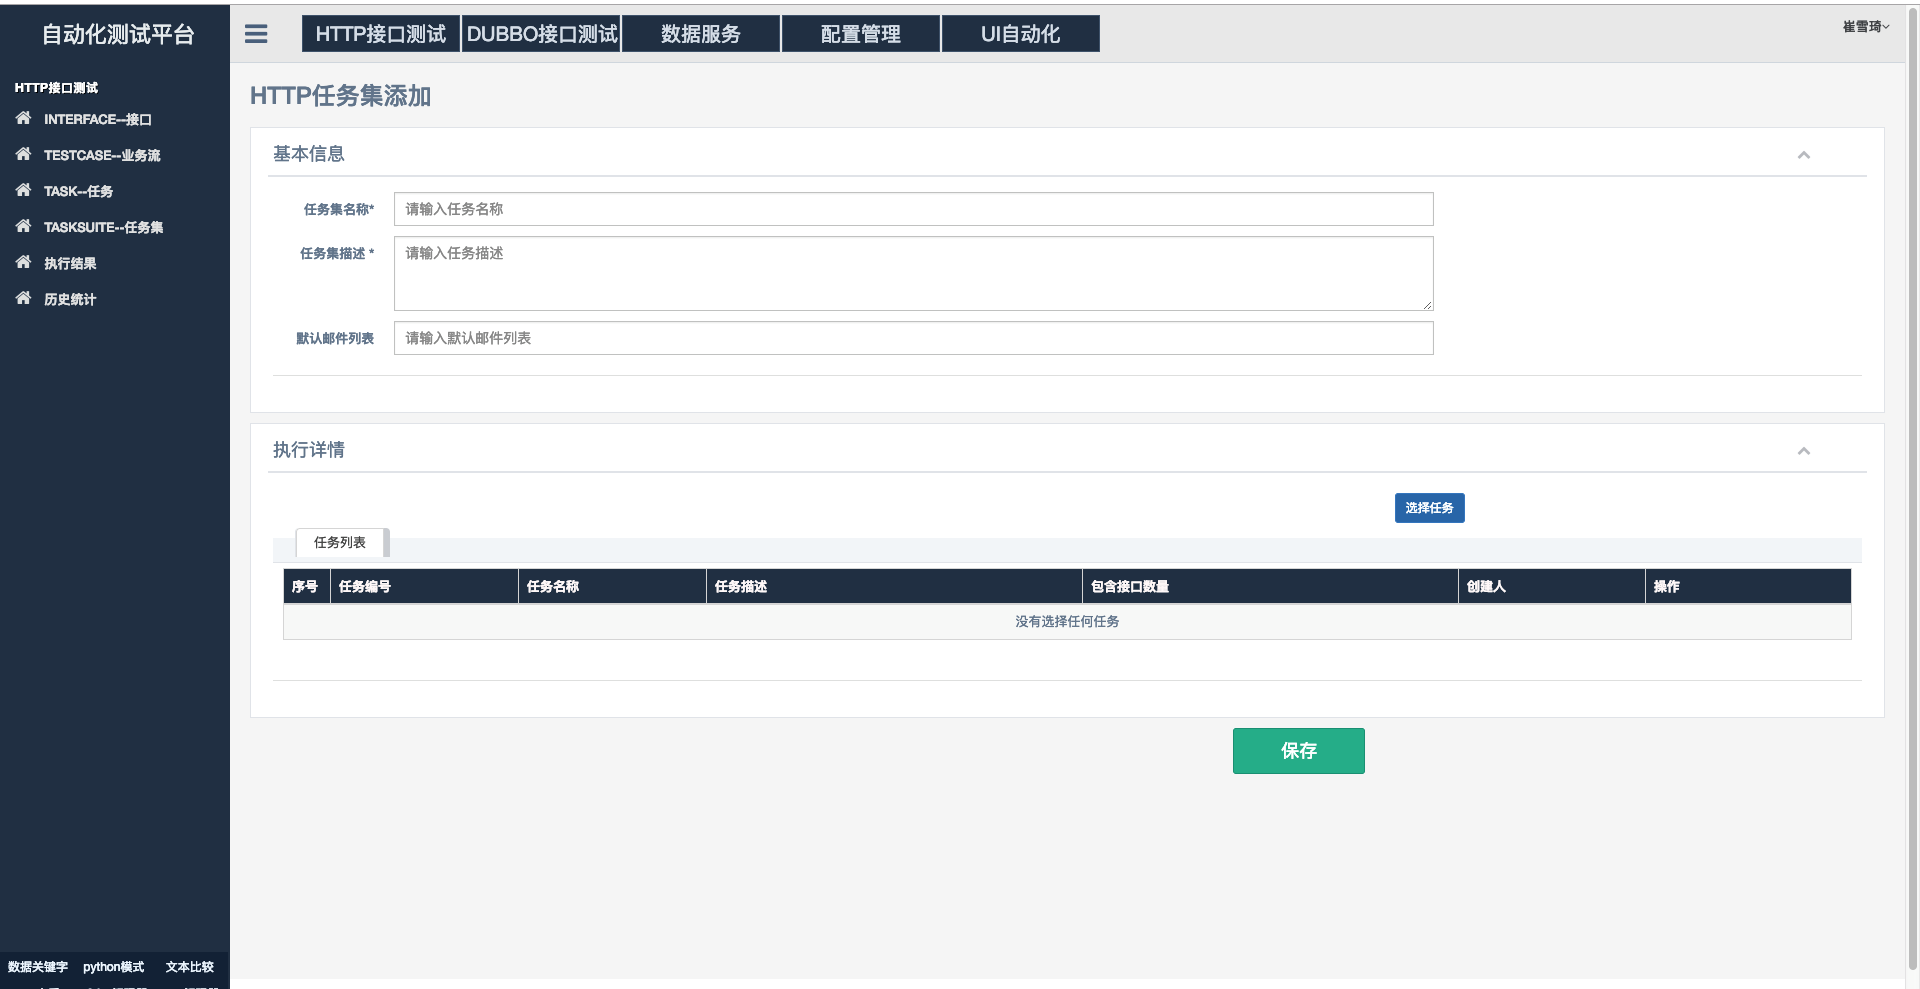 自动化测试平台
HTTP接口测试
DUBBO接口测试
数据服务
配置管理
UI自动化
崔雪琦
HTTP接口测试
INTERFACE--接口
TESTCASE--业务流
TASK--任务
TASKSUITE--任务集
执行结果
历史统计
HTTP任务集添加
基本信息
任务集名称*
请输入任务名称
任务集描述 *
请输入任务描述
默认邮件列表
请输入默认邮件列表
执行详情
选择任务
任务列表
序号 任务编号 任务名称 任务描述 包含接口数量 创建人 操作
没有选择任何任务
保存
数据关键字 python模式 文本比较